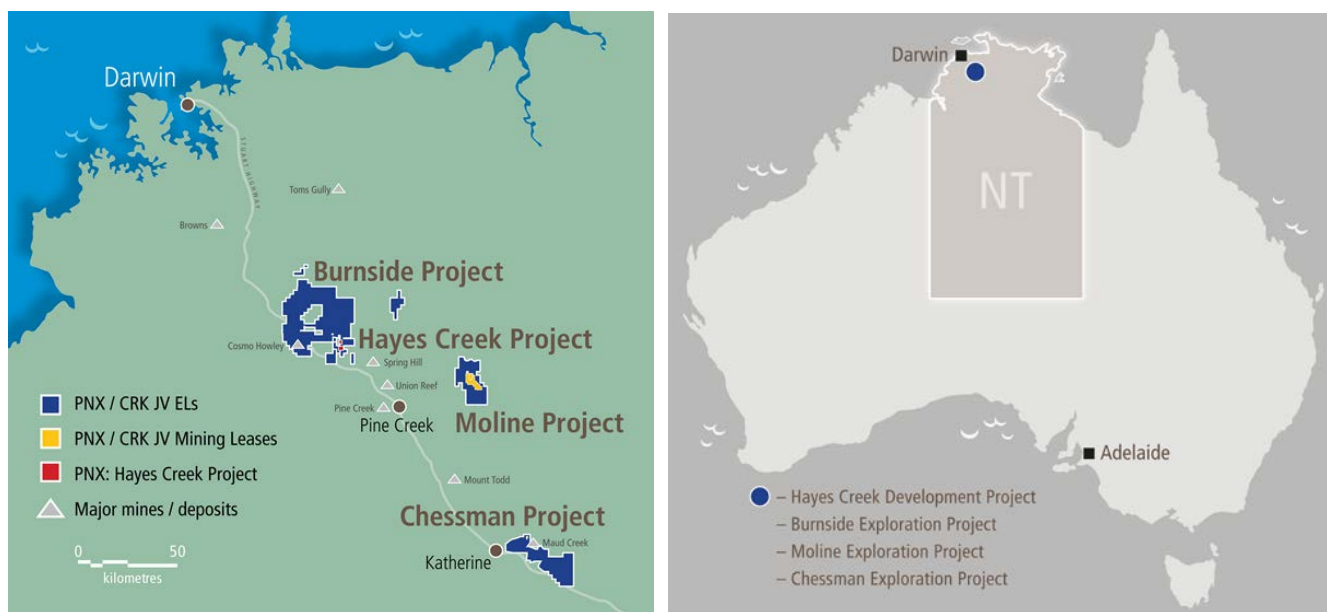 Darwin
STUART HIGHWAY
Toms Gully
Browns
Burnside Project
Hayes Creek Project
Cosmo Howley
Spring Hill
Union Reef
Pine Creek
Pine Creek
Moline Project
Mount Todd
Chessman Project
Maud Creek
Katherine
PNX / CRK JV ELs
PNX / CRK JV Mining Leases
PNX: Hayes Creek Project
Major mines / deposits
0 50
kilometres
Darwin
NT
Adelaide
– Hayes Creek Development Project
– Burnside Exploration Project
– Moline Exploration Project
– Chessman Exploration Project